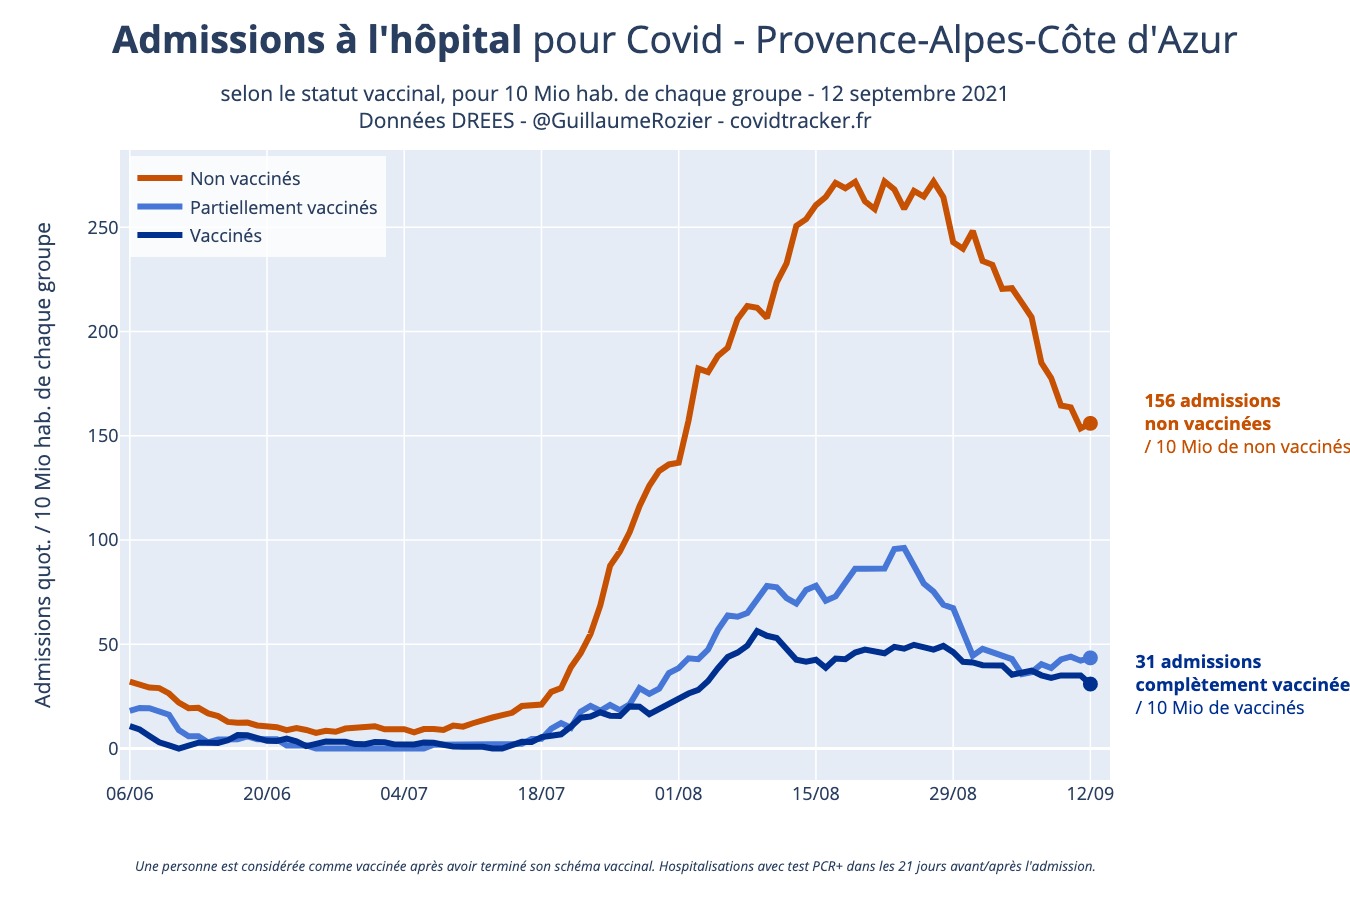 Admissions à l'hôpital pour Covid - Provence-Alpes-Côte d'Azur
selon le statut vaccinal, pour 10 Mio hab. de chaque groupe - 12 septembre 2021
Données DREES - @GuillaumeRozier - covidtracker.fr
Non vaccinés
Partiellement vaccinés
Vaccinés
Admissions quot. / 10 Mio hab. de chaque groupe
250
200
150
100
50
0
06/06
20/06
04/07
18/07
01/08
15/08
29/08
12/09
156 admissions
non vaccinées
/ 10 Mio de non vaccinés
31 admissions
complètement vaccinée
/ 10 Mio de vaccinés
Une personne est considérée comme vaccinée après avoir terminé son schéma vaccinal. Hospitalisations avec test PCR+ dans les 21 jours avant/après l'admission.